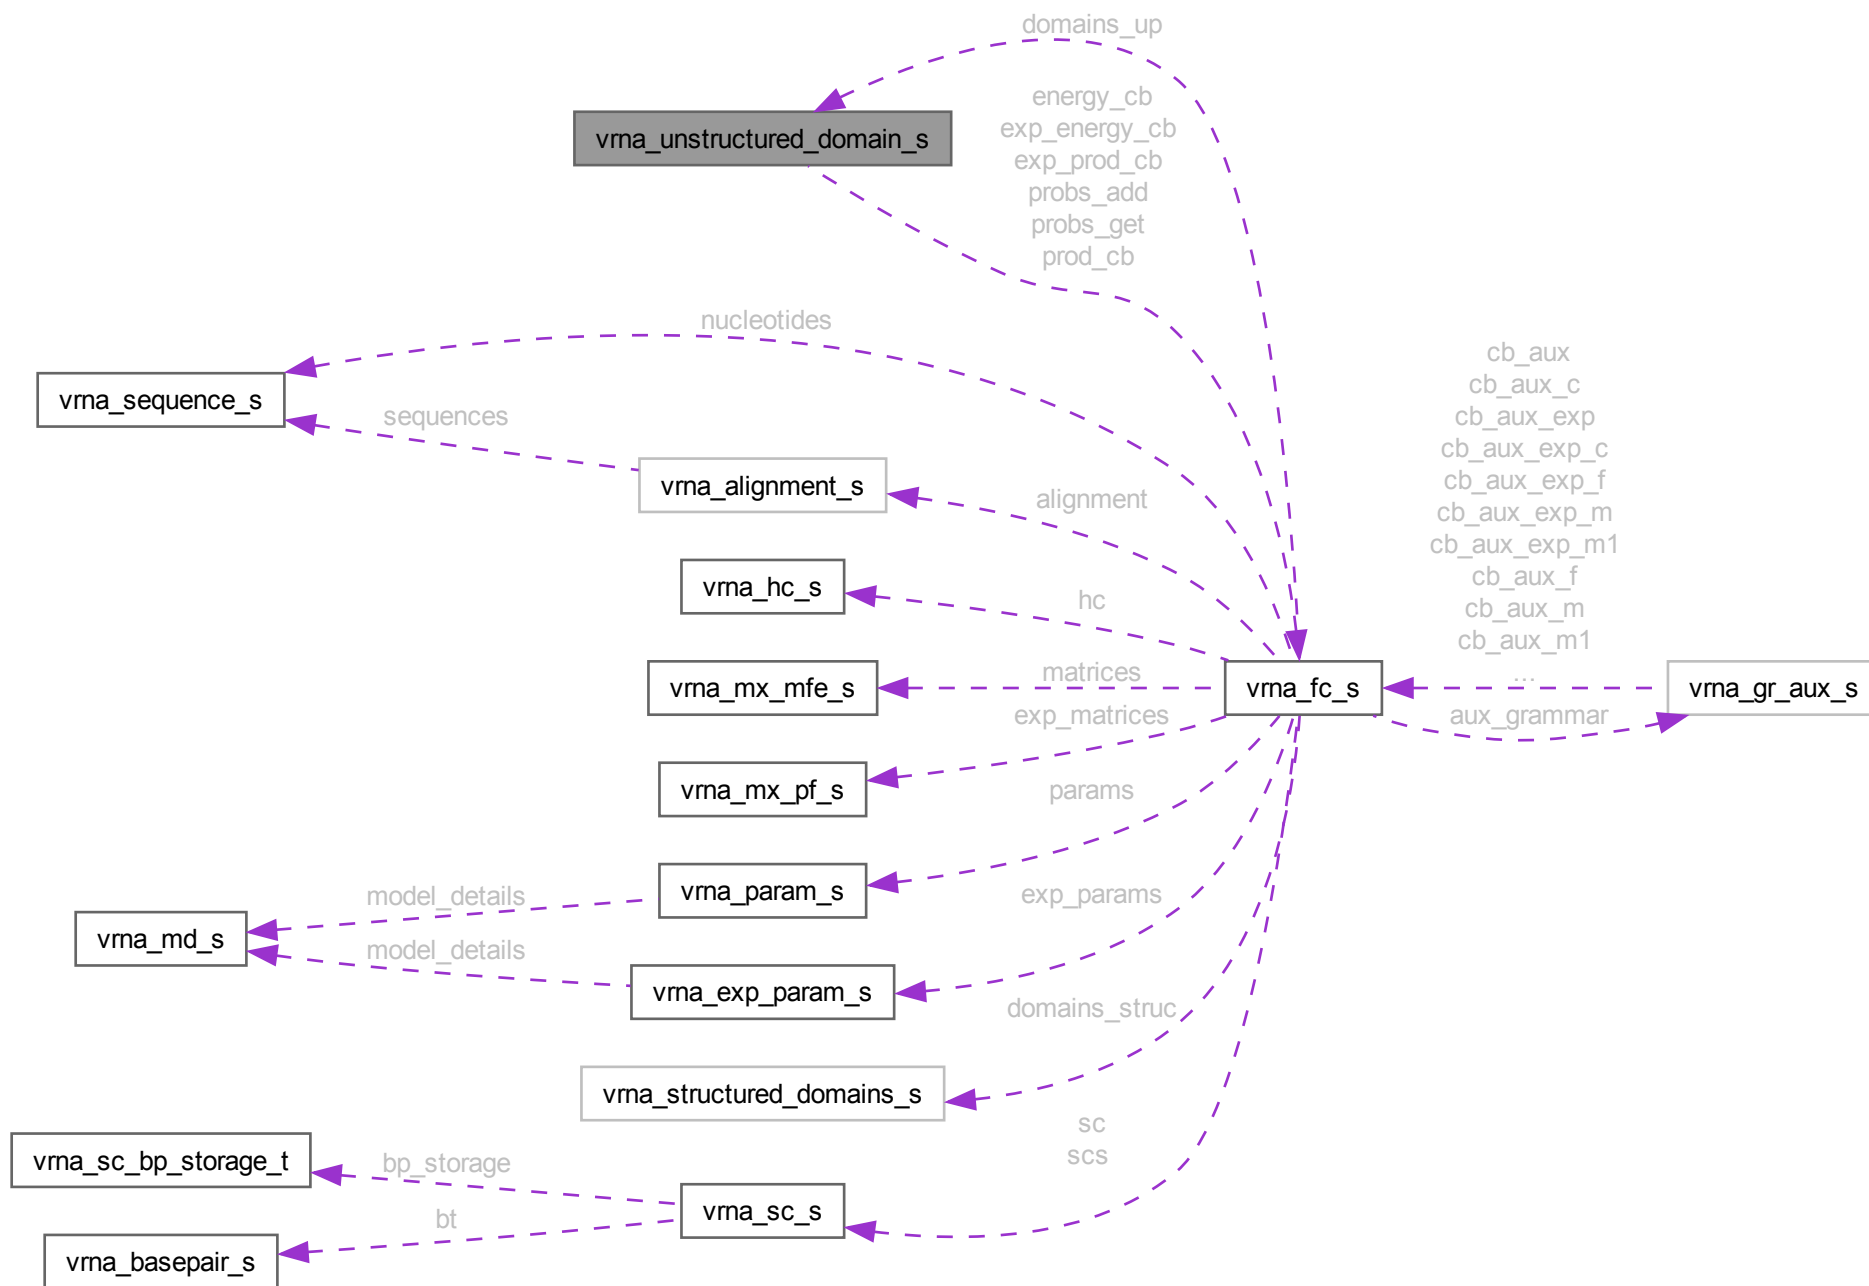 domains_up
energy_cb
exp_energy_cb
exp_prod_cb
probs_add
probs_get
prod_cb
vrna_unstructured_domain_s
nucleotides
vrna_sequence_s
sequences
vrna_alignment_s
alignment
cb_aux
cb_aux_c
cb_aux_exp
cb_aux_exp_c
cb_aux_exp_f
cb_aux_exp_m
cb_aux_exp_m1
cb_aux_f
cb_aux_m
cb_aux_m1
...
vrna_hc_s
hc
vrna_mx_mfe_s
matrices
vrna_fc_s
vrna_gr_aux_s
exp_matrices
aux_grammar
vrna_mx_pf_s
params
vrna_param_s
model_details
exp_params
vrna_md_s
model_details
vrna_exp_param_s
domains_struc
vrna_structured_domains_s
sc
scs
vrna_sc_bp_storage_t
bp_storage
vrna_sc_s
bt
vrna_basepair_s